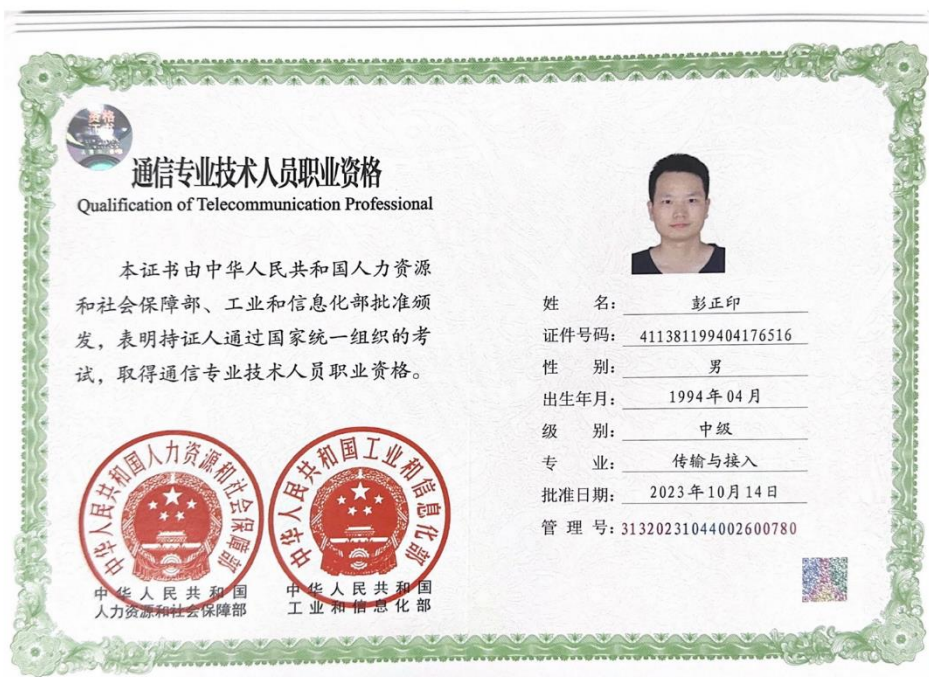 资格
证书
通信专业技术人员职业资格
Qualification of Telecommunication Professional
本证书由中华人民共和国人力资源
和社会保障部、工业和信息化部批准颁
发，表明持证人通过国家统一组织的考
试，取得通信专业技术人员职业资格。
中华人民共和国人力资源和社会保障部
中华人民共和国
人力资源和社会保障部
中华人民共和国工业和信息化部
中华人民共和国
工业和信息化部
姓 名: 彭正印
证件号码: 411381199404176516
性 别: 男
出生年月: 1994年04月
级 别: 中级
专 业: 传输与接入
批准日期: 2023年10月14日
管 理 号: 31320231044002600780